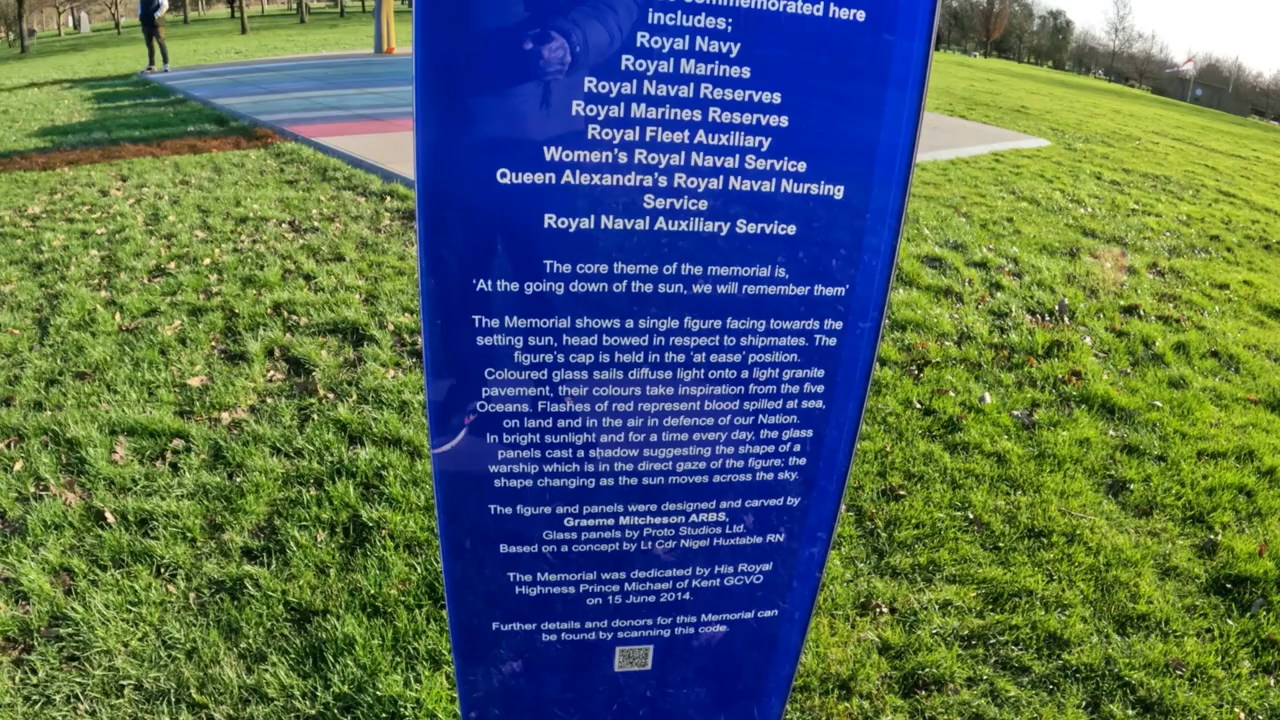 commemorated here
includes;
Royal Navy
Royal Marines
Royal Naval Reserves
Royal Marines Reserves
Royal Fleet Auxiliary
Women's Royal Naval Service
Queen Alexandra's Royal Naval Nursing
Service
Royal Naval Auxiliary Service
The core theme of the memorial is,
'At the going down of the sun, we will remember them'
The Memorial shows a single figure facing towards the
setting sun, head bowed in respect to shipmates. The
figure's cap is held in the 'at ease' position.
Coloured glass sails diffuse light onto a light granite
pavement, their colours take inspiration from the five
Oceans. Flashes of red represent blood spilled at sea,
on land and in the air in defence of our Nation.
In bright sunlight and for a time every day, the glass
panels cast a shadow suggesting the shape of a
warship which is in the direct gaze of the figure; the
shape changing as the sun moves across the sky.
The figure and panels were designed and carved by
Graeme Mitcheson ARBS,
Glass panels by Proto Studios Ltd.
Based on a concept by Lt Cdr Nigel Huxtable RN
The Memorial was dedicated by His Royal
Highness Prince Michael of Kent GCVO
on 15 June 2014.
Further details and donors for this Memorial can
be found by scanning this code.